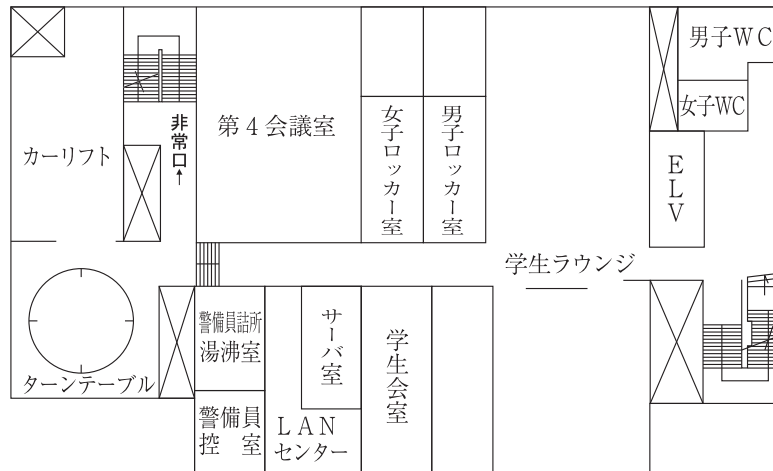 男子ＷＣ
女子WC
ＥＬＶ
カーリフト
非常口→
第４会議室
女子ロッカー室
男子ロッカー室
学生ラウンジ
ターンテーブル
警備員詰所
湯沸室
警備員
控　室
ＬＡＮ
センター
サーバ室
学生会室